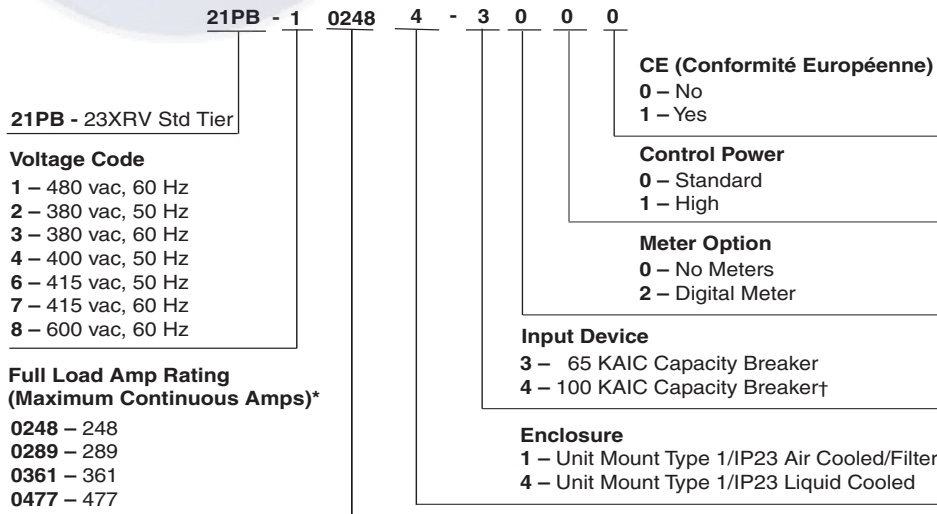 21PB - 1 0248 4 - 3 0 0 0
21PB - 23XRV Std Tier
Voltage Code
1 – 480 vac, 60 Hz
2 – 380 vac, 50 Hz
3 – 380 vac, 60 Hz
4 – 400 vac, 50 Hz
6 – 415 vac, 50 Hz
7 – 415 vac, 60 Hz
8 – 600 vac, 60 Hz
Full Load Amp Rating
(Maximum Continuous Amps)*
0248 – 248
0289 – 289
0361 – 361
0477 – 477
CE (Conformité Européenne)
0 – No
1 – Yes
Control Power
0 – Standard
1 – High
Meter Option
0 – No Meters
2 – Digital Meter
Input Device
3 – 65 KAIC Capacity Breaker
4 – 100 KAIC Capacity Breaker†
Enclosure
1 – Unit Mount Type 1/IP23 Air Cooled/Filter
4 – Unit Mount Type 1/IP23 Liquid Cooled